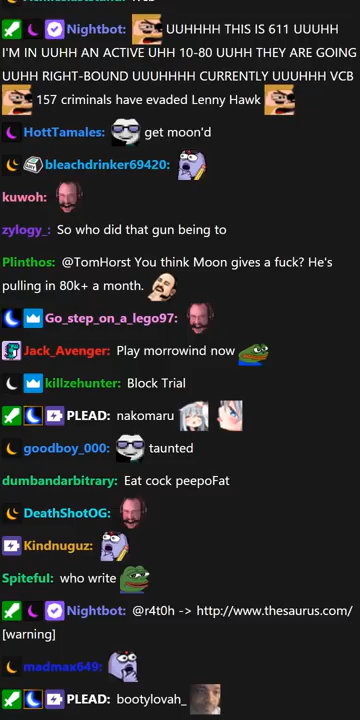 Nightbot: UUHHHH THIS IS 611 UUUHH
I'M IN UUHH AN ACTIVE UHH 10-80 UUHH THEY ARE GOING
UUHH RIGHT-BOUND UUUHHHH CURRENTLY UUUHHH VCB
157 criminals have evaded Lenny Hawk
HottTamales: get moon'd
bleachdrinker69420:
kuwoh:
zylogy_: So who did that gun being to
Plinthos: @TomHorst You think Moon gives a fuck? He's
pulling in 80k+ a month.
Go_step_on_a_lego97:
Jack_Avenger: Play morrowind now
killzehunter: Block Trial
PLEAD: nakomaru
goodboy_000: taunted
dumbandarbitrary: Eat cock peepoFat
DeathShotOG:
Kindnuguz:
Spiteful: who write
Nightbot: @r4t0h -> http://www.thesaurus.com/
[warning]
madmax649:
PLEAD: bootylovah_